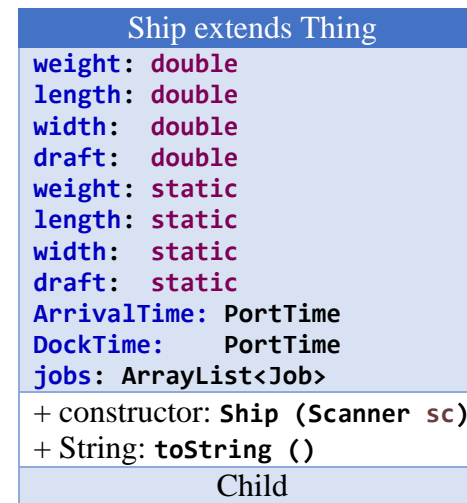 Ship extends Thing
weight: double
length: double
width: double
draft: double
weight: static
length: static
width: static
draft: static
ArrivalTime: PortTime
DockTime: PortTime
jobs: ArrayList<Job>
+ constructor: Ship (Scanner sc)
+ String: toString ()
Child